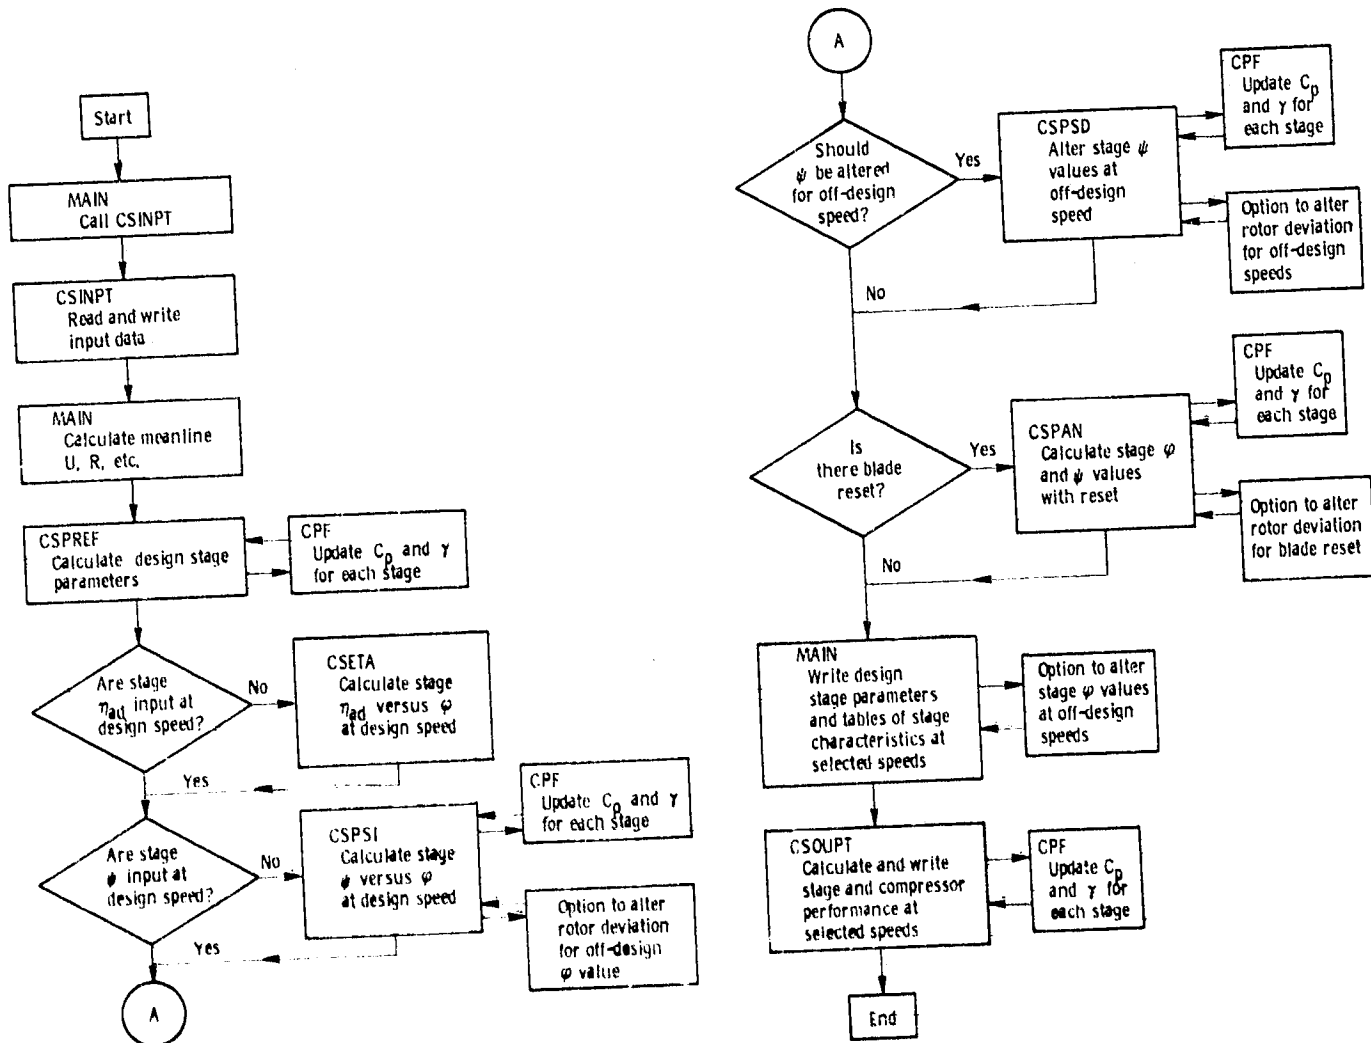 Start
MAIN
Call CSINPT
CSINPT
Read and write
input data
MAIN
Calculate meanline
U, R, etc.
CSPREF
Calculate design stage
parameters
CPF
Update Cp and γ
for each stage
Are stage
ηad input at
design speed?
No
CSETA
Calculate stage
ηad versus φ
at design speed
Yes
Are stage
ψ input at
design speed?
No
CSPSI
Calculate stage
ψ versus φ
at design speed
CPF
Update Cp and γ
for each stage
Option to alter
rotor deviation
for off-design
φ value
Yes
A
A
Should
ψ be altered
for off-design
speed?
Yes
CSPSD
Alter stage ψ
values at
off-design
speed
CPF
Update Cp
and γ for
each stage
Option to alter
rotor deviation
for off-design
speeds
No
Is
there blade
reset?
Yes
CSPAN
Calculate stage φ
and ψ values
with reset
CPF
Update Cp
and γ for
each stage
Option to alter
rotor deviation
for blade reset
No
MAIN
Write design
stage parameters
and tables of stage
characteristics at
selected speeds
Option to alter
stage φ values
at off-design
speeds
CSOUPT
Calculate and write
stage and compressor
performance at
selected speeds
CPF
Update Cp
and γ for
each stage
End